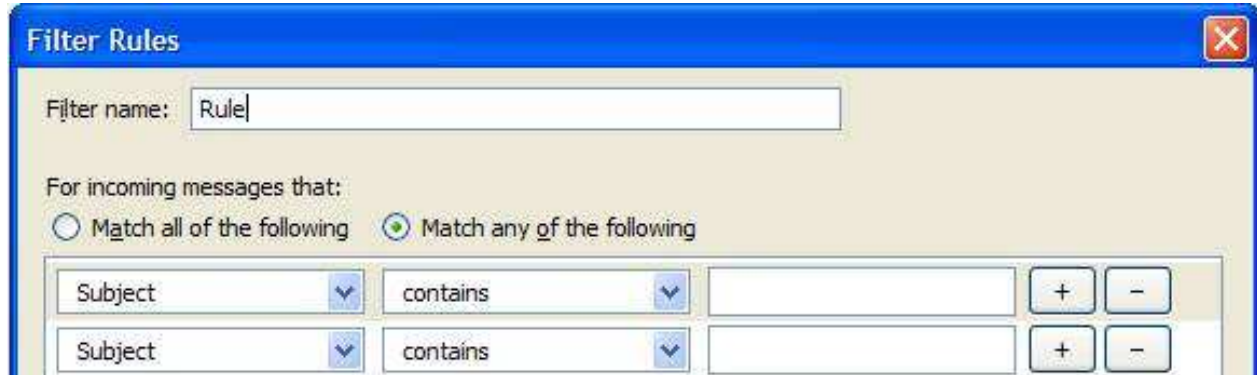 Filter Rules
Filter name: Rule
For incoming messages that:
Match all of the following Match any of the following
Subject contains + -
Subject contains + -